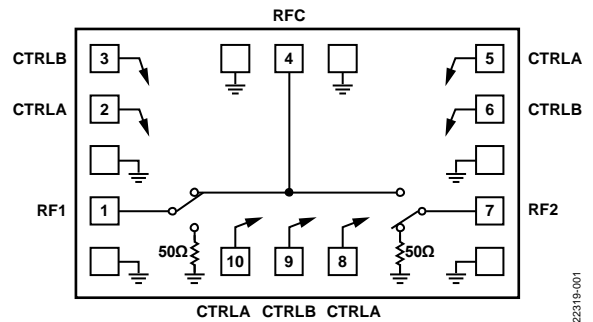 RFC
CTRLB 3 4 5 CTRLA
CTRLA 2 6 CTRLB
RF1 1 7 RF2
50Ω 10 9 8 50Ω
CTRLA CTRLB CTRLA
22319-001